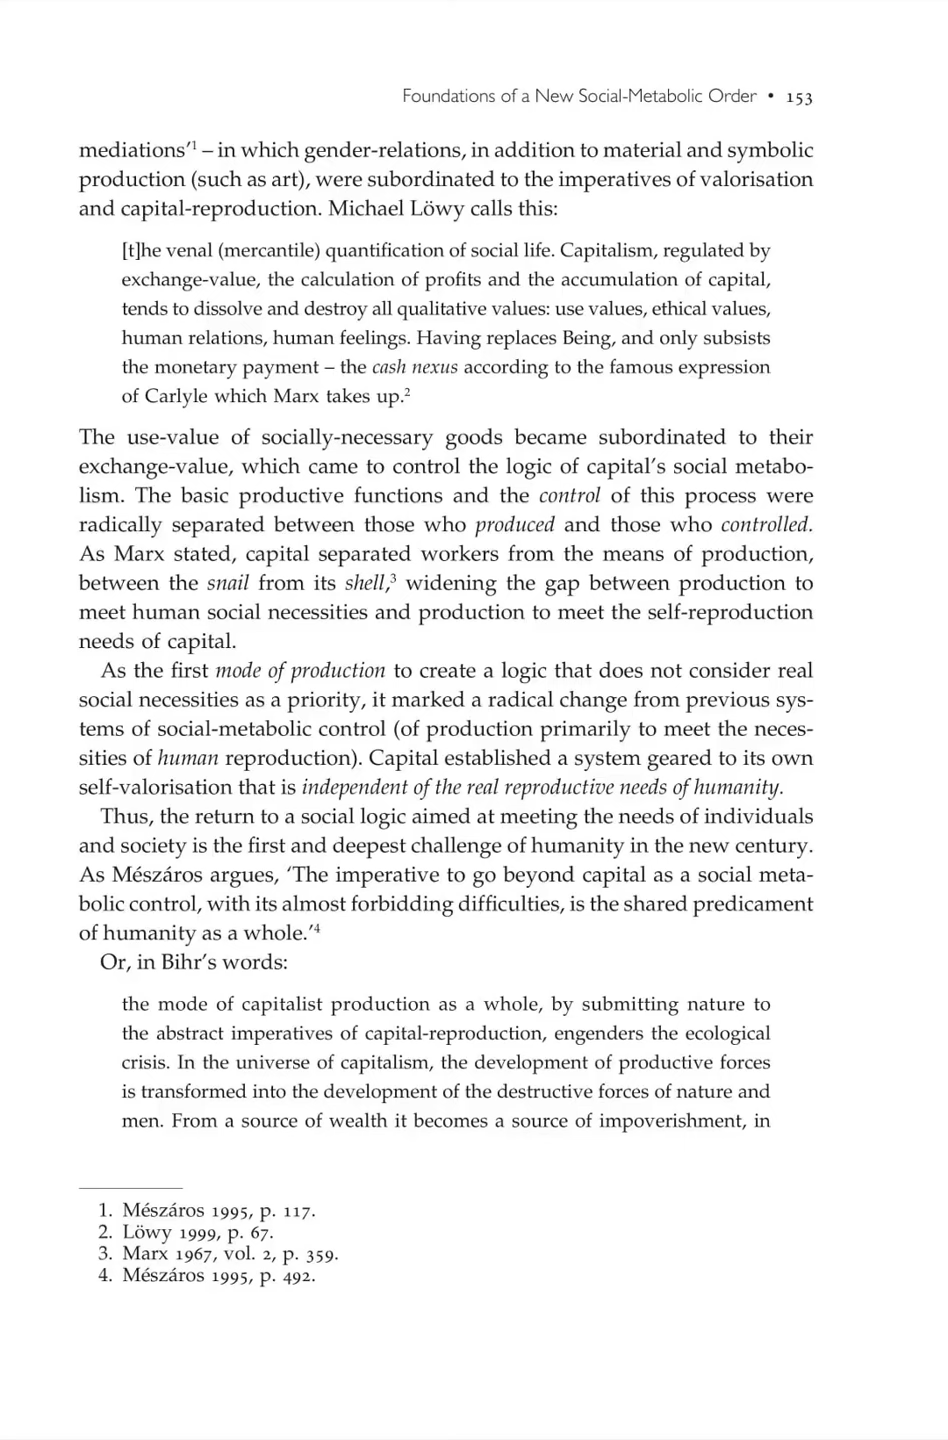 Foundations of a New Social-Metabolic Order • 153
mediations’1 – in which gender-relations, in addition to material and symbolic
production (such as art), were subordinated to the imperatives of valorisation
and capital-reproduction. Michael Löwy calls this:
[t]he venal (mercantile) quantification of social life. Capitalism, regulated by
exchange-value, the calculation of profits and the accumulation of capital,
tends to dissolve and destroy all qualitative values: use values, ethical values,
human relations, human feelings. Having replaces Being, and only subsists
the monetary payment – the cash nexus according to the famous expression
of Carlyle which Marx takes up.2
The use-value of socially-necessary goods became subordinated to their
exchange-value, which came to control the logic of capital’s social metabo-
lism. The basic productive functions and the control of this process were
radically separated between those who produced and those who controlled.
As Marx stated, capital separated workers from the means of production,
between the snail from its shell,3 widening the gap between production to
meet human social necessities and production to meet the self-reproduction
needs of capital.
As the first mode of production to create a logic that does not consider real
social necessities as a priority, it marked a radical change from previous sys-
tems of social-metabolic control (of production primarily to meet the neces-
sities of human reproduction). Capital established a system geared to its own
self-valorisation that is independent of the real reproductive needs of humanity.
Thus, the return to a social logic aimed at meeting the needs of individuals
and society is the first and deepest challenge of humanity in the new century.
As Mészáros argues, ‘The imperative to go beyond capital as a social meta-
bolic control, with its almost forbidding difficulties, is the shared predicament
of humanity as a whole.’4
Or, in Bihr’s words:
the mode of capitalist production as a whole, by submitting nature to
the abstract imperatives of capital-reproduction, engenders the ecological
crisis. In the universe of capitalism, the development of productive forces
is transformed into the development of the destructive forces of nature and
men. From a source of wealth it becomes a source of impoverishment, in
1. Mészáros 1995, p. 117.
2. Löwy 1999, p. 67.
3. Marx 1967, vol. 2, p. 359.
4. Mészáros 1995, p. 492.